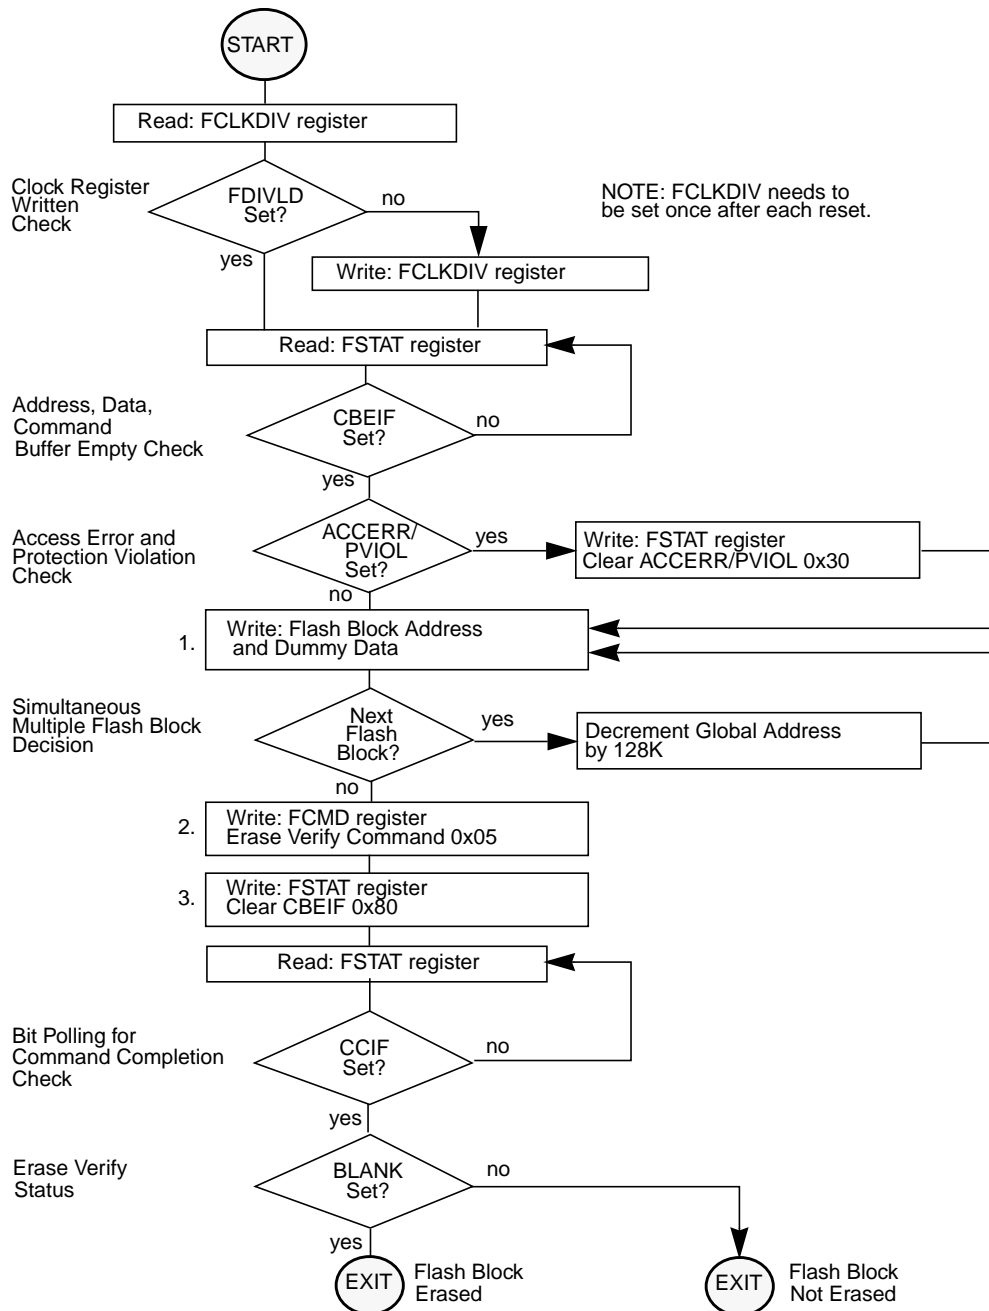 START
Read: FCLKDIV register
Clock Register
Written
Check
FDIVLD
Set?
no
yes
NOTE: FCLKDIV needs to
be set once after each reset.
Write: FCLKDIV register
Read: FSTAT register
Address, Data,
Command
Buffer Empty Check
CBEIF
Set?
no
yes
Access Error and
Protection Violation
Check
ACCERR/
PVIOL
Set?
yes
no
Write: FSTAT register
Clear ACCERR/PVIOL 0x30
1.
Write: Flash Block Address
and Dummy Data
Simultaneous
Multiple Flash Block
Decision
Next
Flash
Block?
yes
no
Decrement Global Address
by 128K
2.
Write: FCMD register
Erase Verify Command 0x05
3.
Write: FSTAT register
Clear CBEIF 0x80
Read: FSTAT register
Bit Polling for
Command Completion
Check
CCIF
Set?
no
yes
Erase Verify
Status
BLANK
Set?
no
yes
EXIT
Flash Block
Erased
EXIT
Flash Block
Not Erased